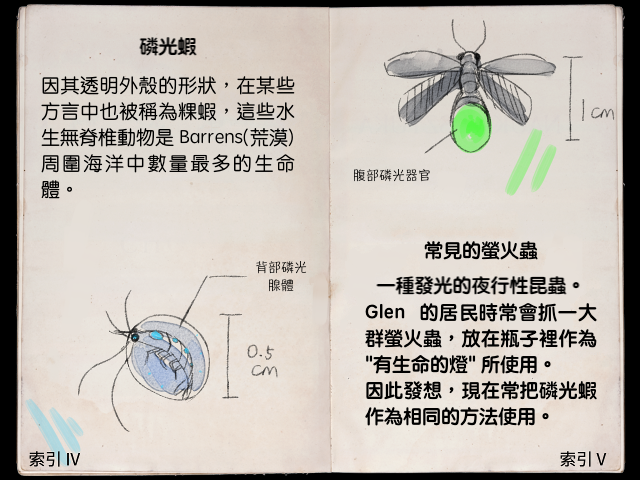 磷光蝦
因其透明外殼的形狀，在某些
方言中也被稱為粿蝦，這些水
生無脊椎動物是 Barrens(荒漠)
周圍海洋中數量最多的生命
體。
背部磷光
腺體
0.5
cm
索引 IV
1 cm
腹部磷光器官
常見的螢火蟲
一種發光的夜行性昆蟲。
Glen 的居民時常會抓一大
群螢火蟲，放在瓶子裡作為
"有生命的燈" 所使用。
因此發想，現在常把磷光蝦
作為相同的方法使用。
索引 V